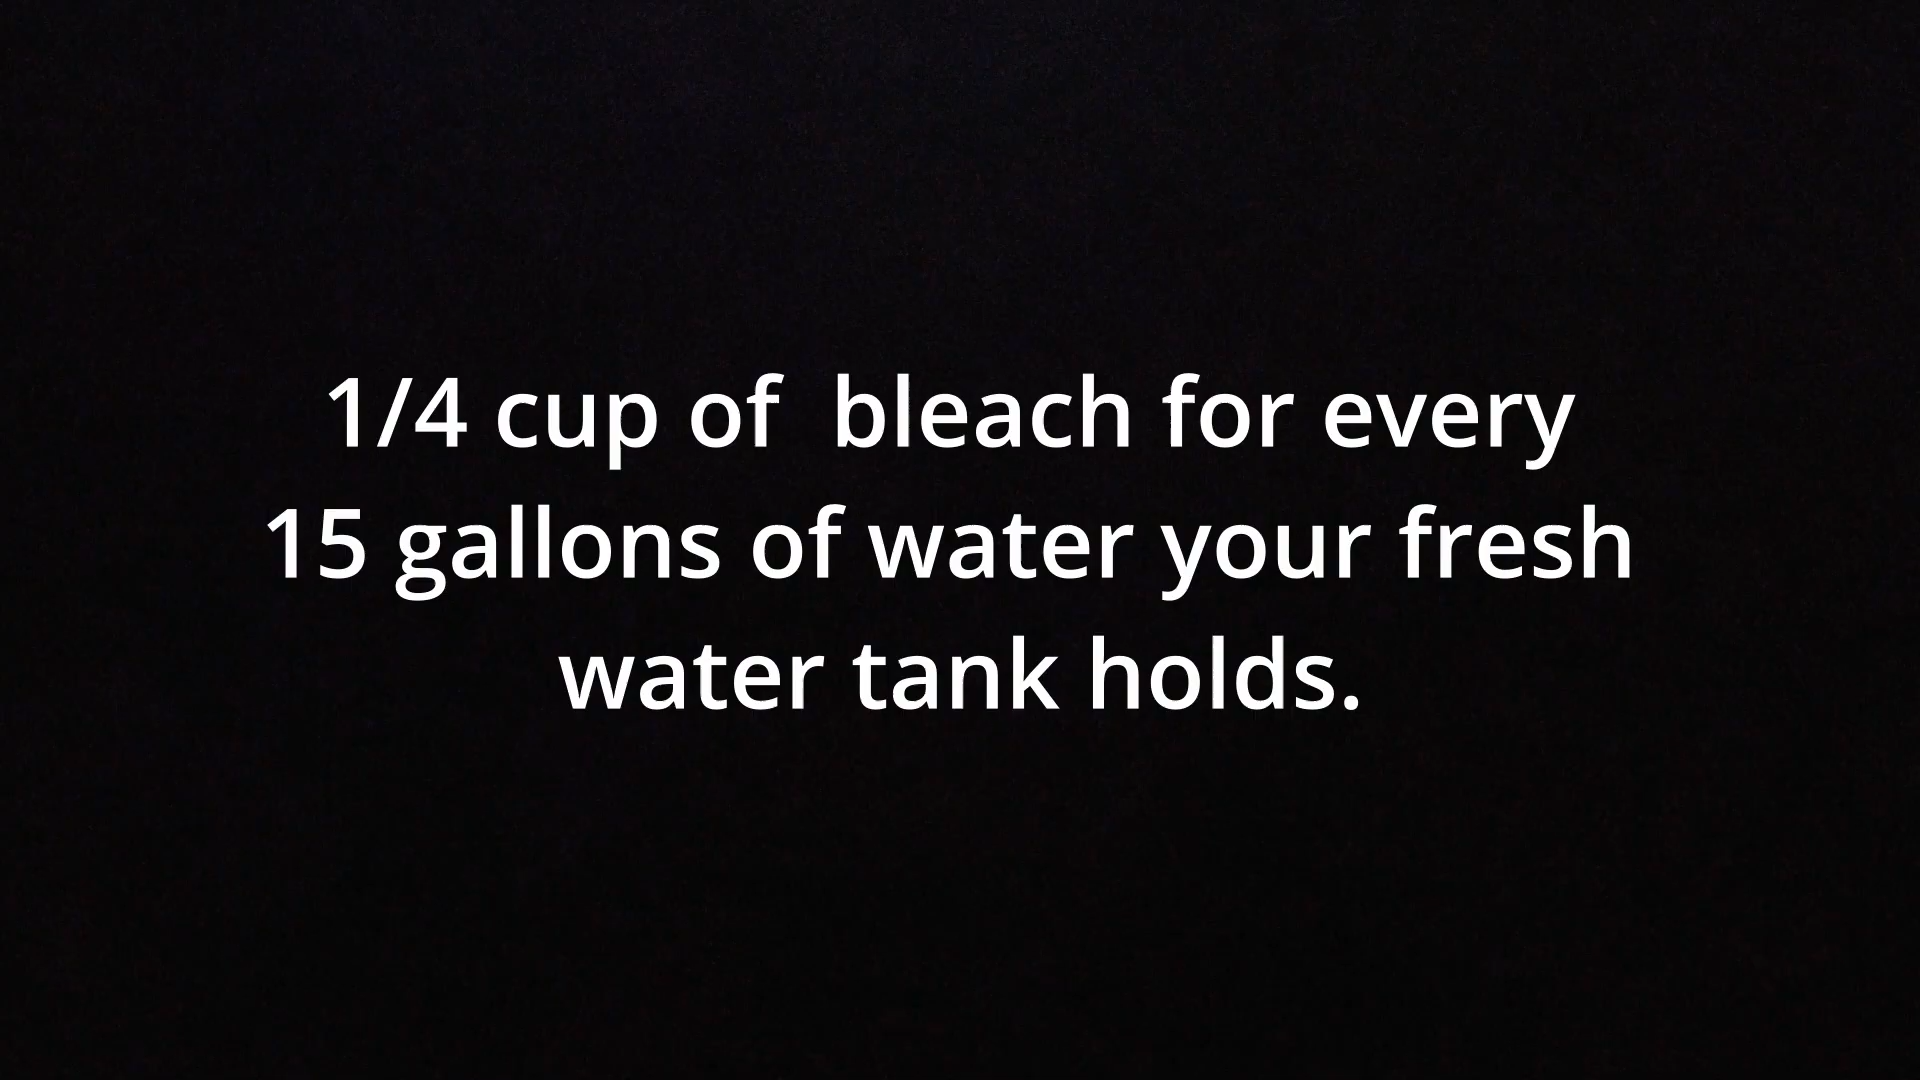 1/4 cup of  bleach for every
15 gallons of water your fresh
water tank holds.